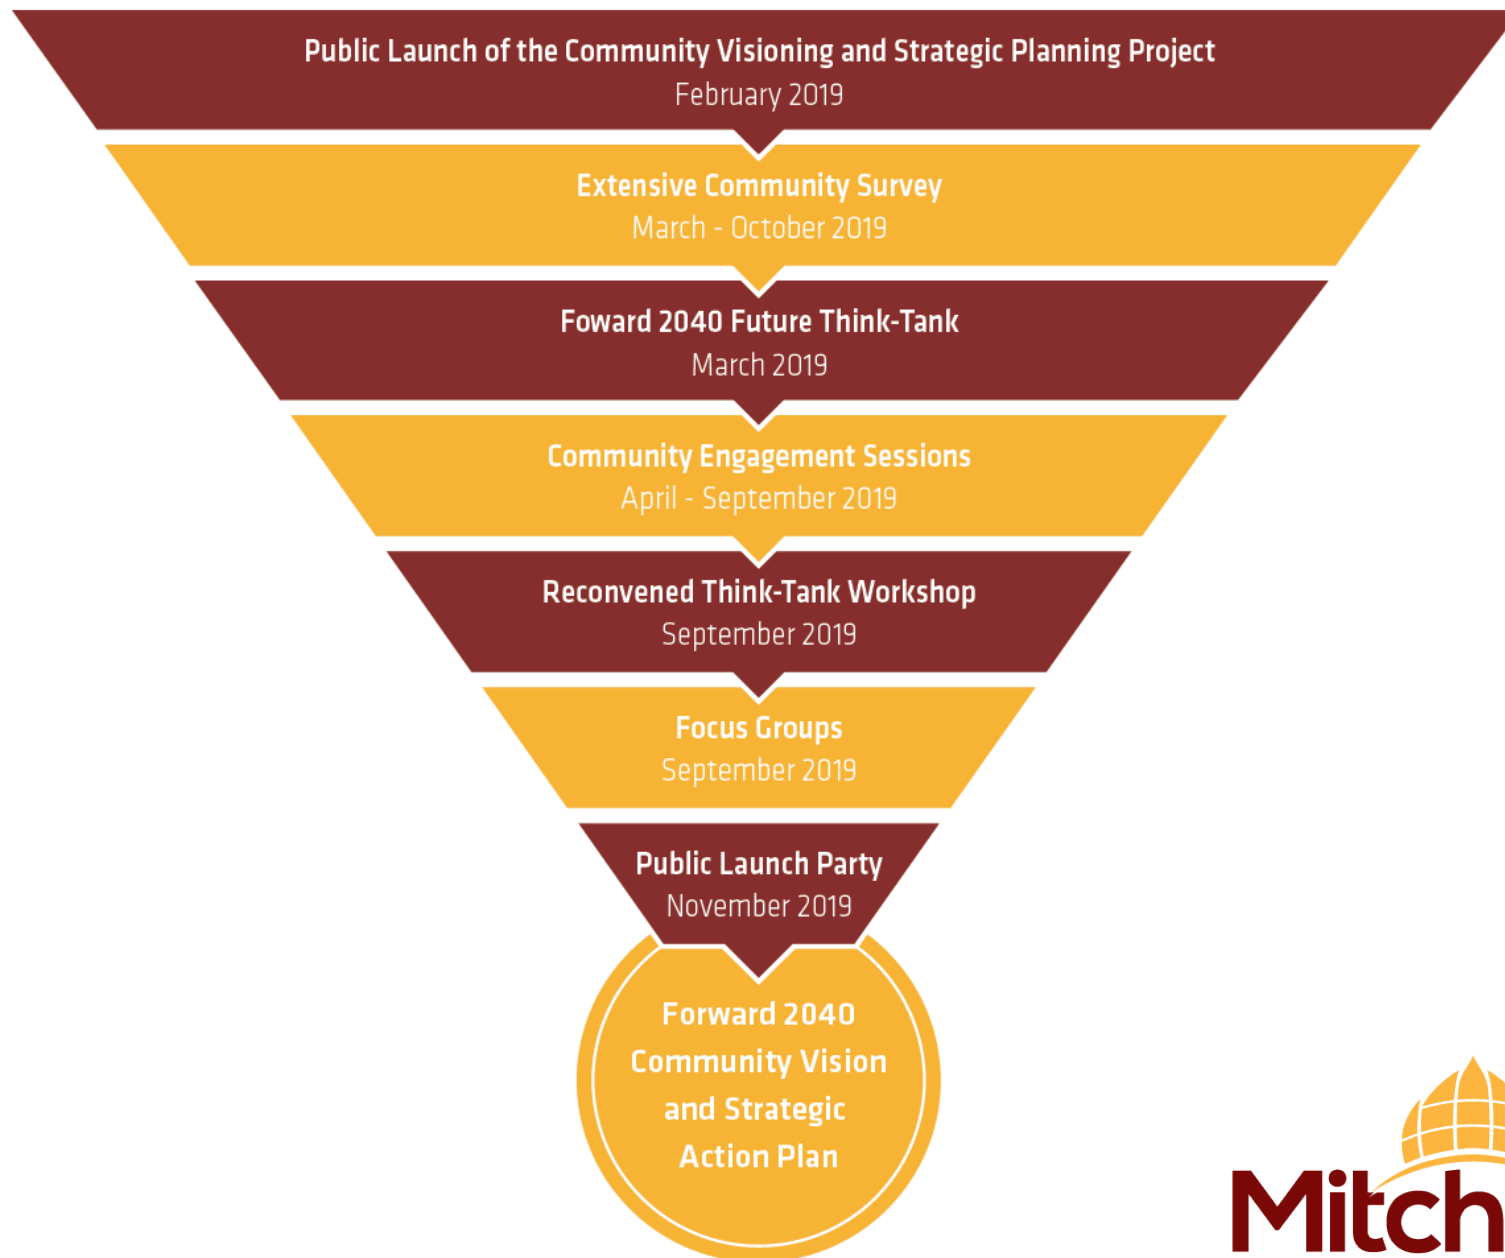 Public Launch of the Community Visioning and Strategic Planning Project
February 2019
Extensive Community Survey
March - October 2019
Foward 2040 Future Think-Tank
March 2019
Community Engagement Sessions
April - September 2019
Reconvened Think-Tank Workshop
September 2019
Focus Groups
September 2019
Public Launch Party
November 2019
Forward 2040
Community Vision
and Strategic
Action Plan
Mitch